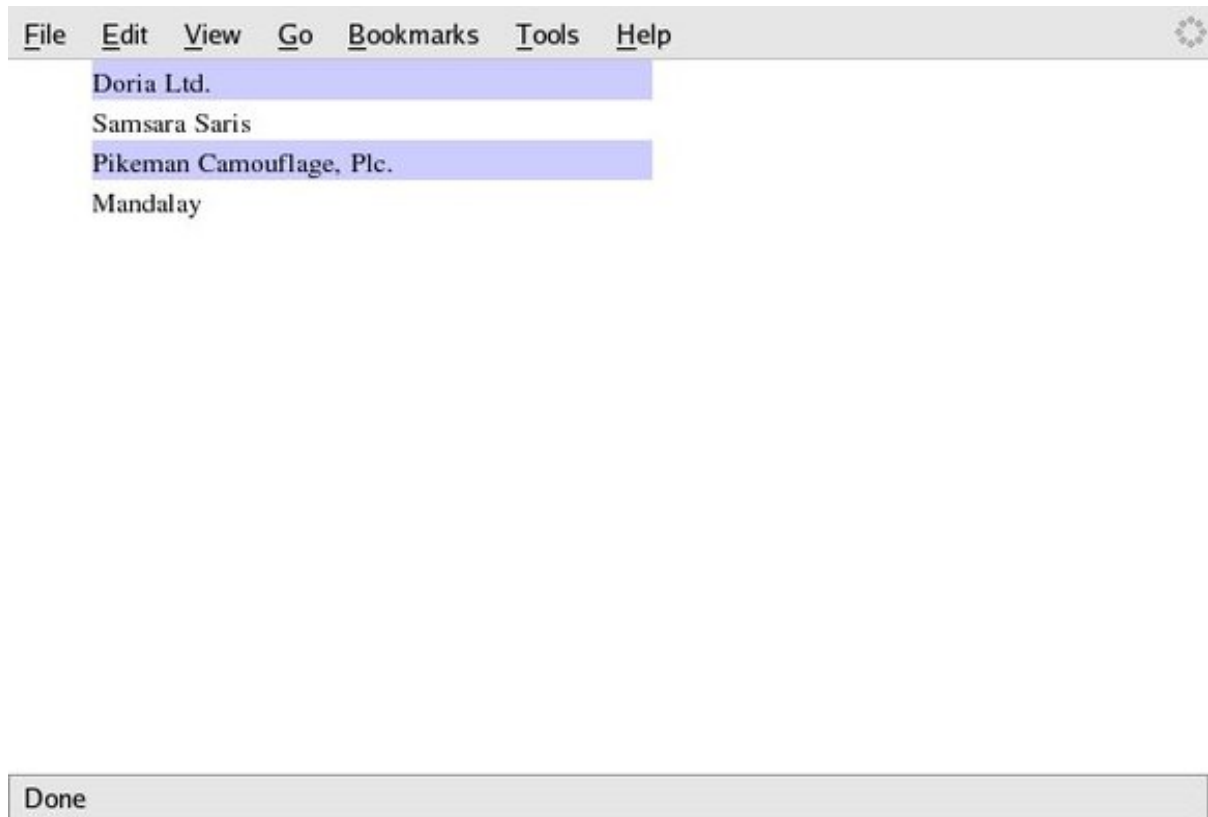 File Edit View Go Bookmarks Tools Help
Doria Ltd.
Samsara Saris
Pikeman Camouflage, Plc.
Mandalay
Done